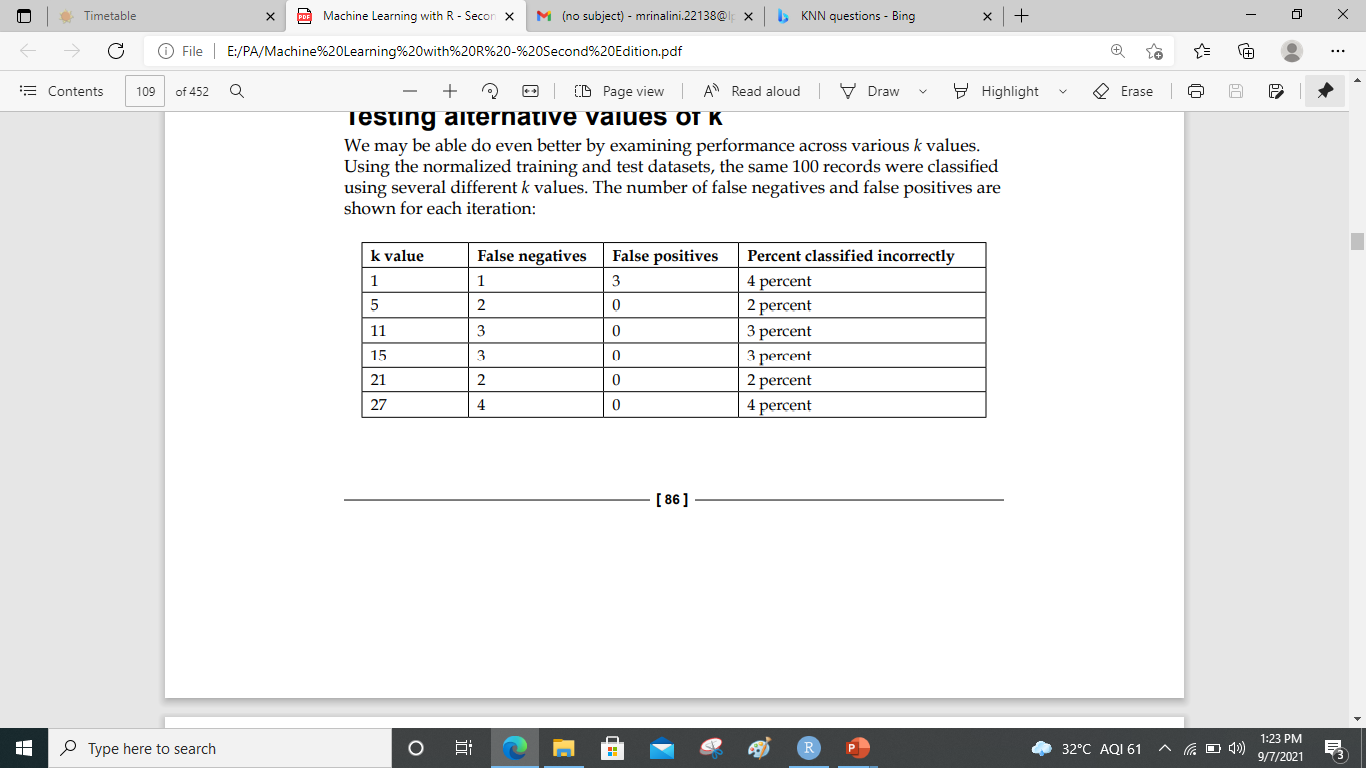 Timetable
Machine Learning with R - Secon
(no subject) - mrinalini.22138@lp
KNN questions - Bing
File
E:/PA/Machine%20Learning%20with%20R%20-%20Second%20Edition.pdf
Contents
109
of 452
Page view
Read aloud
Draw
Highlight
Erase
Testing alternative values of k
We may be able do even better by examining performance across various k values.
Using the normalized training and test datasets, the same 100 records were classified
using several different k values. The number of false negatives and false positives are
shown for each iteration:
k value False negatives False positives Percent classified incorrectly
1 1 3 4 percent
5 2 0 2 percent
11 3 0 3 percent
15 3 0 3 percent
21 2 0 2 percent
27 4 0 4 percent
[ 86 ]
Type here to search
32°C AQI 61
1:23 PM
9/7/2021
3